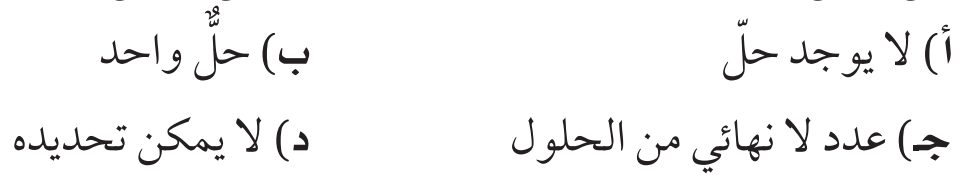 أ) لا يوجد حلّ ب) حلٌّ واحد
جـ) عدد لا نهائي من الحلول د) لا يمكن تحديده